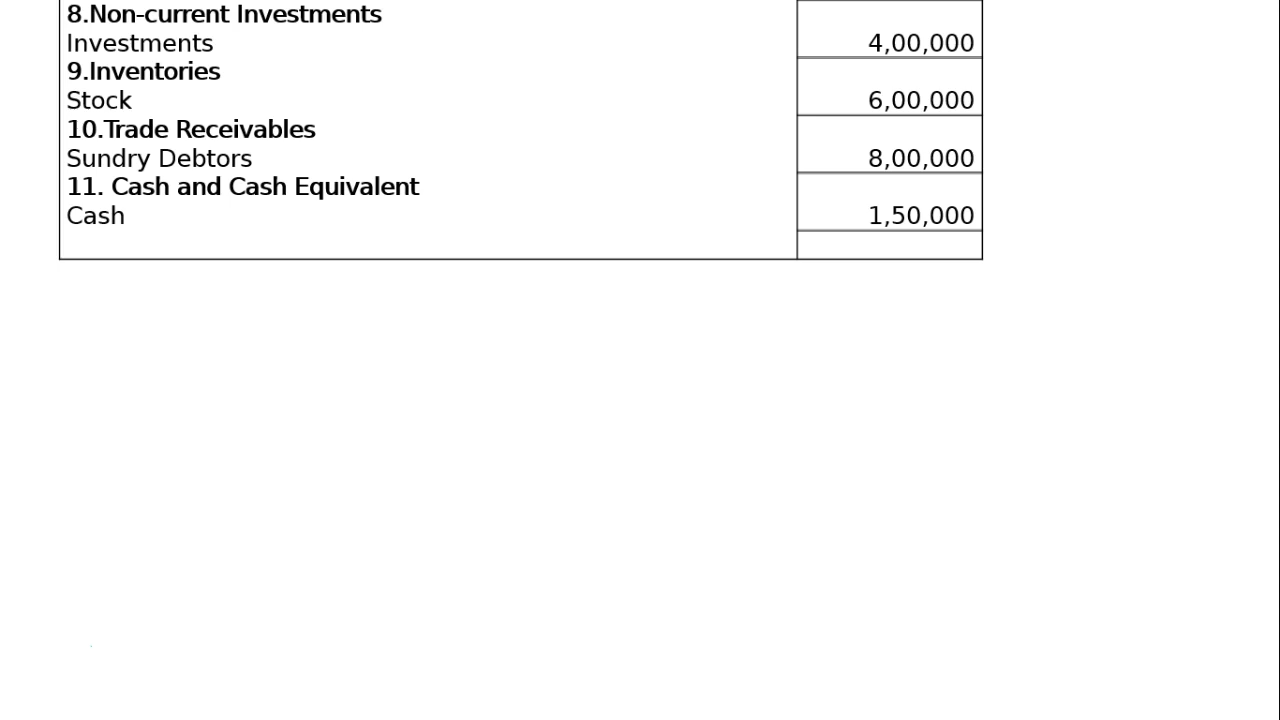 8.Non-current Investments
Investments 4,00,000
9.Inventories
Stock 6,00,000
10.Trade Receivables
Sundry Debtors 8,00,000
11. Cash and Cash Equivalent
Cash 1,50,000